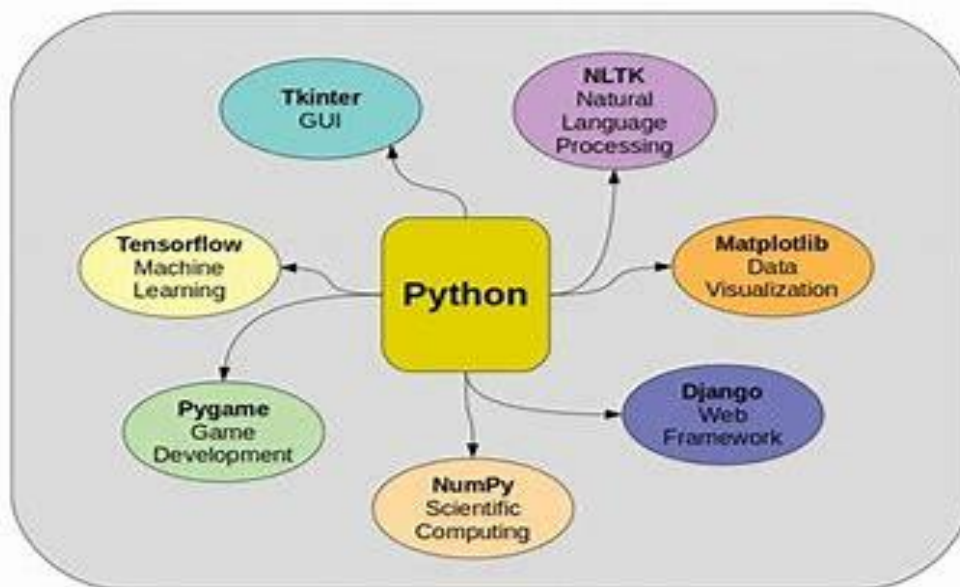 Tkinter
GUI
NLTK
Natural
Language
Processing
Tensorflow
Machine
Learning
Python
Matplotlib
Data
Visualization
Pygame
Game
Development
Django
Web
Framework
NumPy
Scientific
Computing